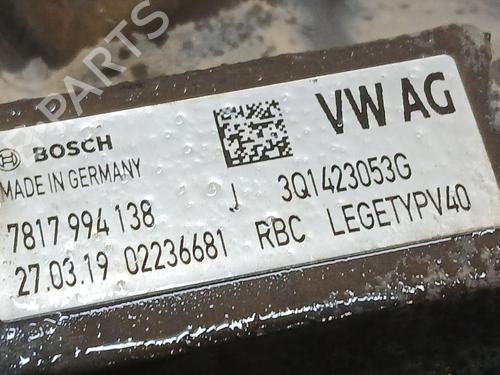 PARTS
BOSCH
VW AG
MADE IN GERMANY
7817 994 138 J 3Q1423053G
27.03.19 02236681 RBC LEGETYPV40